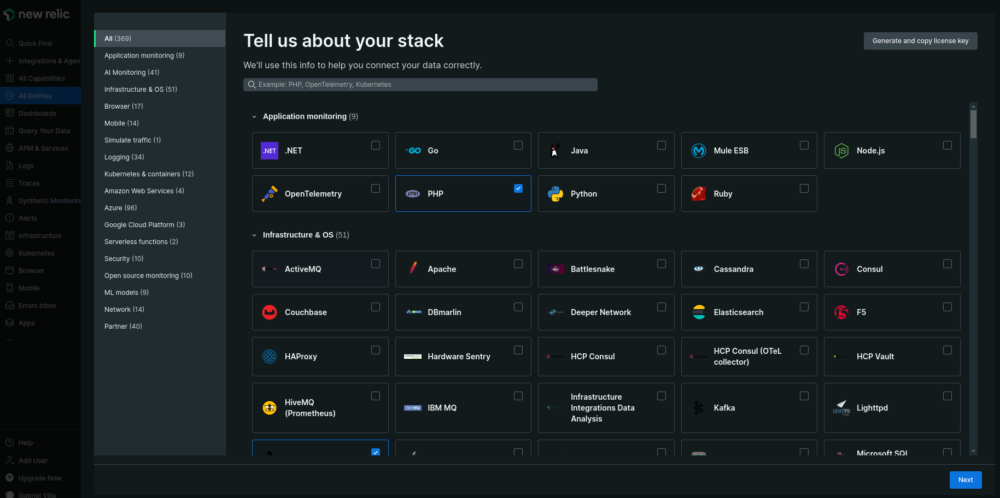 new relic.
Quick Find
Integrations & Agen
All Capabilities
All Entities
Dashboards
Query Your Data
APM & Services
Logs
Traces
Synthetic Monitorin
Alerts
Infrastructure
Kubernetes
Browser
Mobile
Errors Inbox
Apps
...
Help
Add User
Upgrade Now
Gabriel Villa
All (369)
Application monitoring (9)
AI Monitoring (41)
Infrastructure & OS (51)
Browser (17)
Mobile (14)
Simulate traffic (1)
Logging (34)
Kubernetes & containers (12)
Amazon Web Services (4)
Azure (96)
Google Cloud Platform (3)
Serverless functions (2)
Security (10)
Open source monitoring (10)
ML models (9)
Network (14)
Partner (40)
Tell us about your stack
Generate and copy license key
We'll use this info to help you connect your data correctly.
Example: PHP, OpenTelemetry, Kubernetes
Application monitoring (9)
.NET .NET
GO Go
Java
Mule ESB
JS Node.js
OpenTelemetry
php PHP
Python
Ruby
Infrastructure & OS (51)
ActiveMQ
Apache
Battlesnake
Cassandra
Consul
Couchbase
DBmarlin
Deeper Network
Elasticsearch
F5 F5
HAProxy
Hardware Sentry
HCP Consul
HCP Consul (OTeL
collector)
HCP Vault
HiveMQ
(Prometheus)
IBM MQ IBM MQ
Infrastructure
Integrations Data
Analysis
Kafka
LIGHTTPD Lighttpd
Microsoft SQL
Next